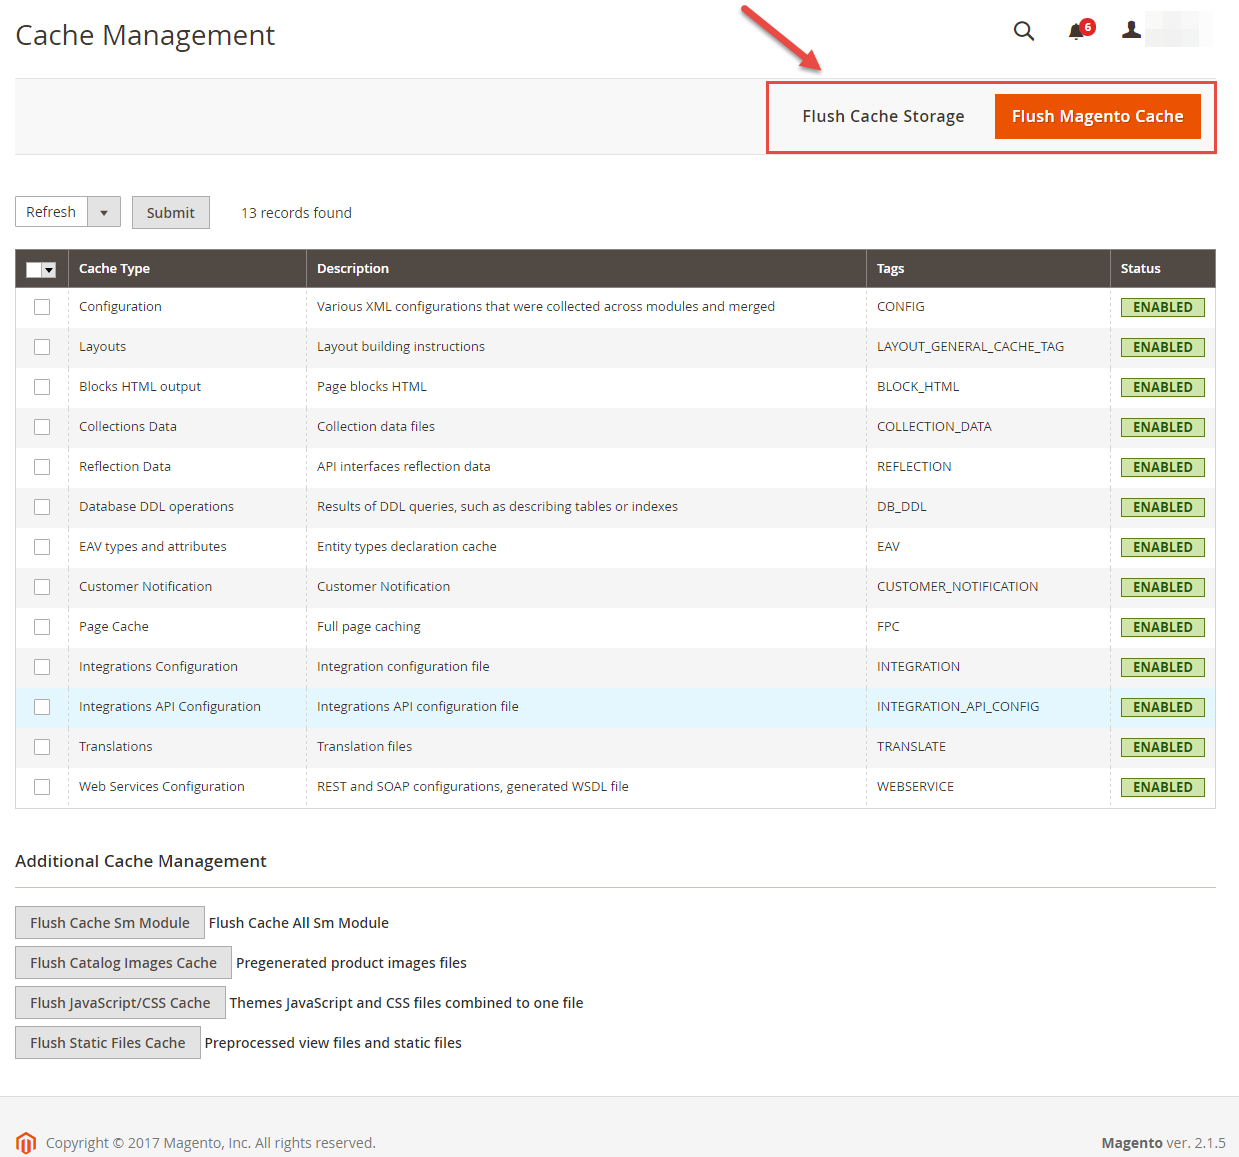 Cache Management
6
Flush Cache Storage Flush Magento Cache
Refresh Submit 13 records found
Cache Type Description Tags Status
Configuration Various XML configurations that were collected across modules and merged CONFIG ENABLED
Layouts Layout building instructions LAYOUT_GENERAL_CACHE_TAG ENABLED
Blocks HTML output Page blocks HTML BLOCK_HTML ENABLED
Collections Data Collection data files COLLECTION_DATA ENABLED
Reflection Data API interfaces reflection data REFLECTION ENABLED
Database DDL operations Results of DDL queries, such as describing tables or indexes DB_DDL ENABLED
EAV types and attributes Entity types declaration cache EAV ENABLED
Customer Notification Customer Notification CUSTOMER_NOTIFICATION ENABLED
Page Cache Full page caching FPC ENABLED
Integrations Configuration Integration configuration file INTEGRATION ENABLED
Integrations API Configuration Integrations API configuration file INTEGRATION_API_CONFIG ENABLED
Translations Translation files TRANSLATE ENABLED
Web Services Configuration REST and SOAP configurations, generated WSDL file WEBSERVICE ENABLED
Additional Cache Management
Flush Cache Sm Module Flush Cache All Sm Module
Flush Catalog Images Cache Pregenerated product images files
Flush JavaScript/CSS Cache Themes JavaScript and CSS files combined to one file
Flush Static Files Cache Preprocessed view files and static files
Copyright © 2017 Magento, Inc. All rights reserved. Magento ver. 2.1.5